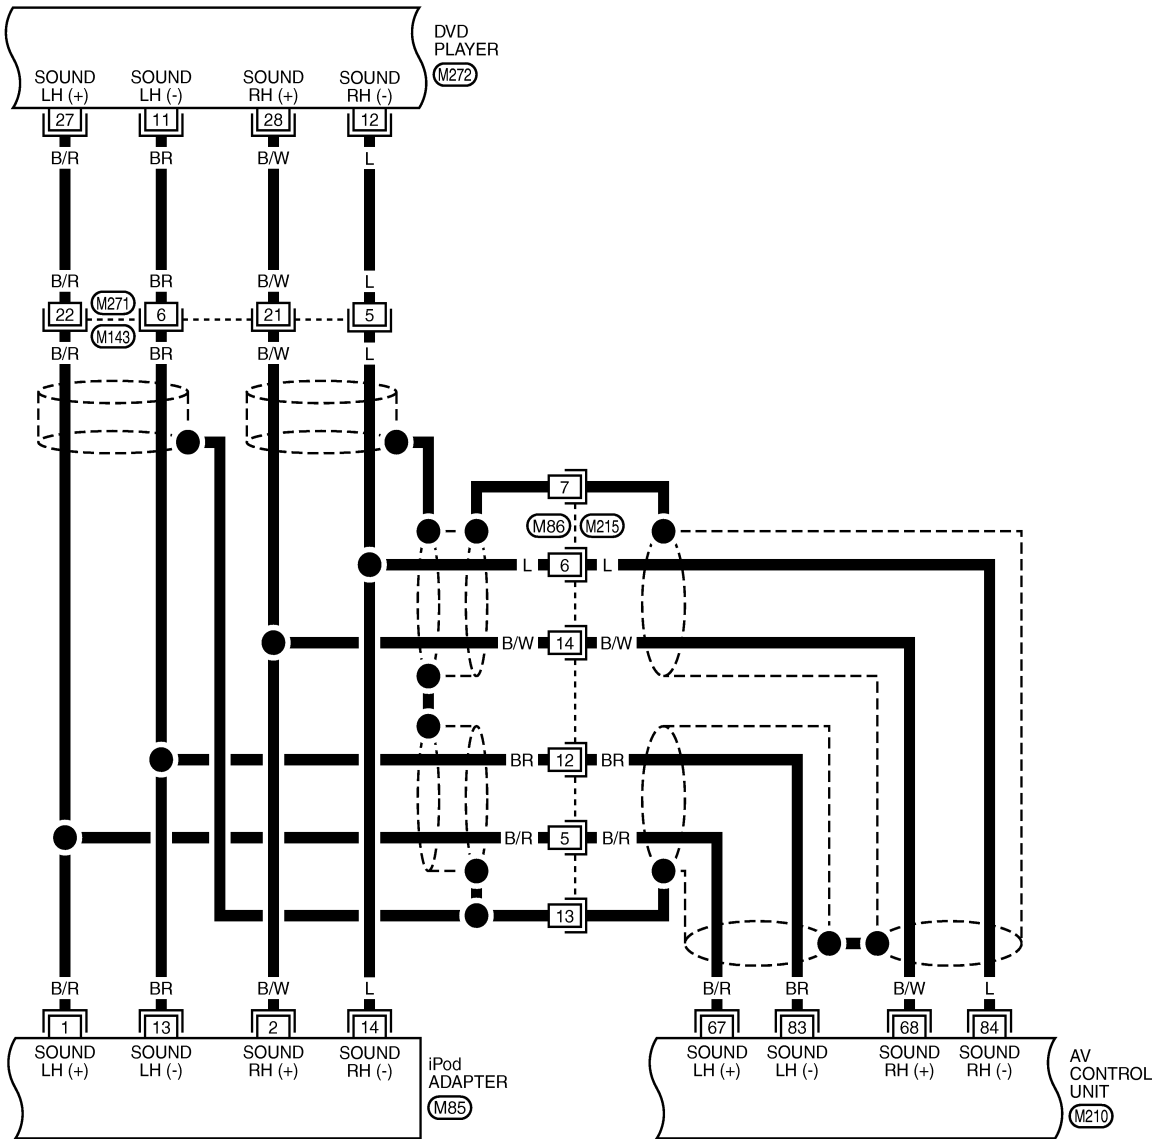 DVD
PLAYER
M272
SOUND
LH (+)
SOUND
LH (-)
SOUND
RH (+)
SOUND
RH (-)
27 11 28 12
B/R BR B/W L
B/R BR B/W L
M271
22 6 21 5
M143
B/R BR B/W L
7
M86 M215
L 6 L
B/W 14 B/W
BR 12 BR
B/R 5 B/R
13
B/R BR B/W L
B/R BR B/W L
1 13 2 14
67 83 68 84
SOUND
LH (+)
SOUND
LH (-)
SOUND
RH (+)
SOUND
RH (-)
iPod
ADAPTER
M85
SOUND
LH (+)
SOUND
LH (-)
SOUND
RH (+)
SOUND
RH (-)
AV
CONTROL
UNIT
M210